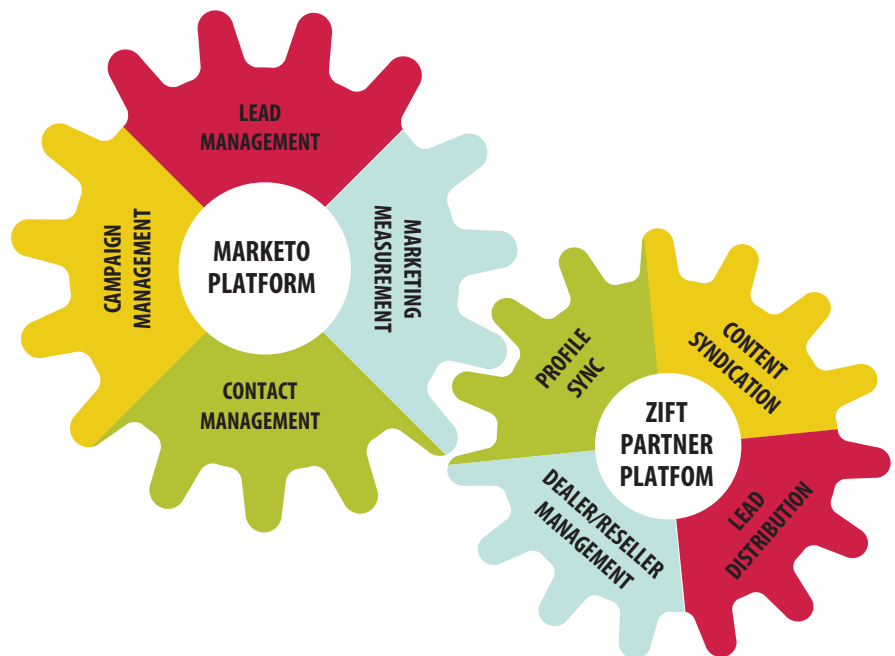 LEAD
MANAGEMENT
CAMPAIGN
MANAGEMENT
MARKETO
PLATFORM
MARKETING
MEASUREMENT
CONTACT
MANAGEMENT
PROFILE
SYNC
CONTENT
SYNDICATION
ZIFT
PARTNER
PLATFOM
DEALER/RESELLER
MANAGEMENT
LEAD
DISTRIBUTION